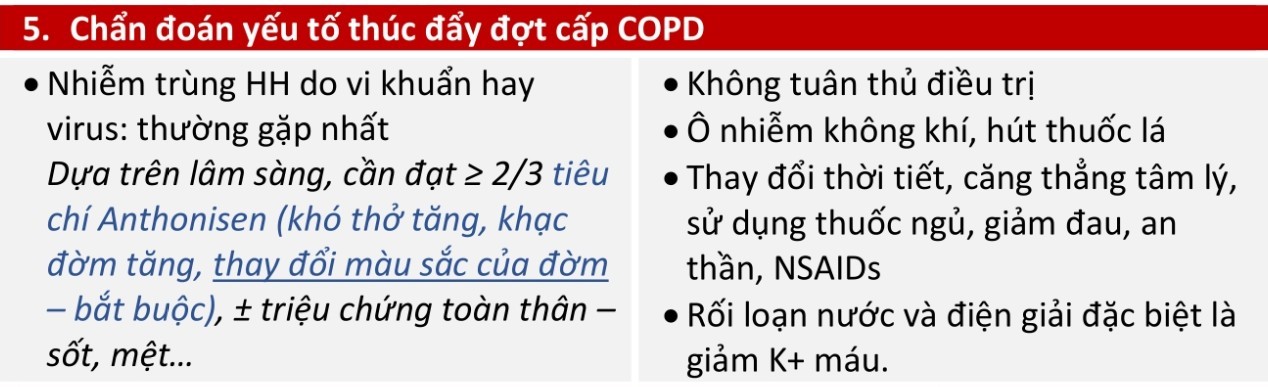 5. Chẩn đoán yếu tố thúc đẩy đợt cấp COPD
• Nhiễm trùng HH do vi khuẩn hay
virus: thường gặp nhất
Dựa trên lâm sàng, cần đạt ≥ 2/3 tiêu
chí Anthonisen (khó thở tăng, khạc
đờm tăng, thay đổi màu sắc của đờm
– bắt buộc), ± triệu chứng toàn thân –
sốt, mệt...
• Không tuân thủ điều trị
• Ô nhiễm không khí, hút thuốc lá
• Thay đổi thời tiết, căng thẳng tâm lý,
sử dụng thuốc ngủ, giảm đau, an
thần, NSAIDs
• Rối loạn nước và điện giải đặc biệt là
giảm K+ máu.